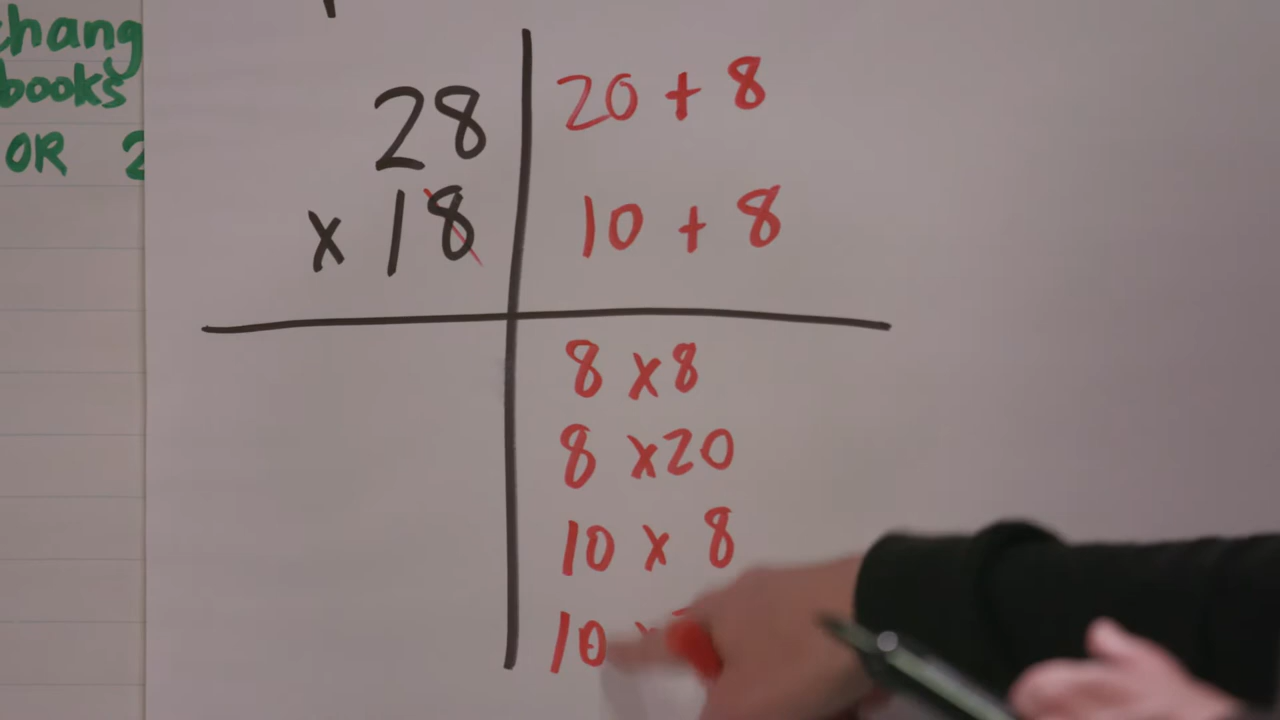 chang
books
OR 2
28
x 18
20 + 8
10 + 8
8 x 8
8 x 20
10 x 8
10 x